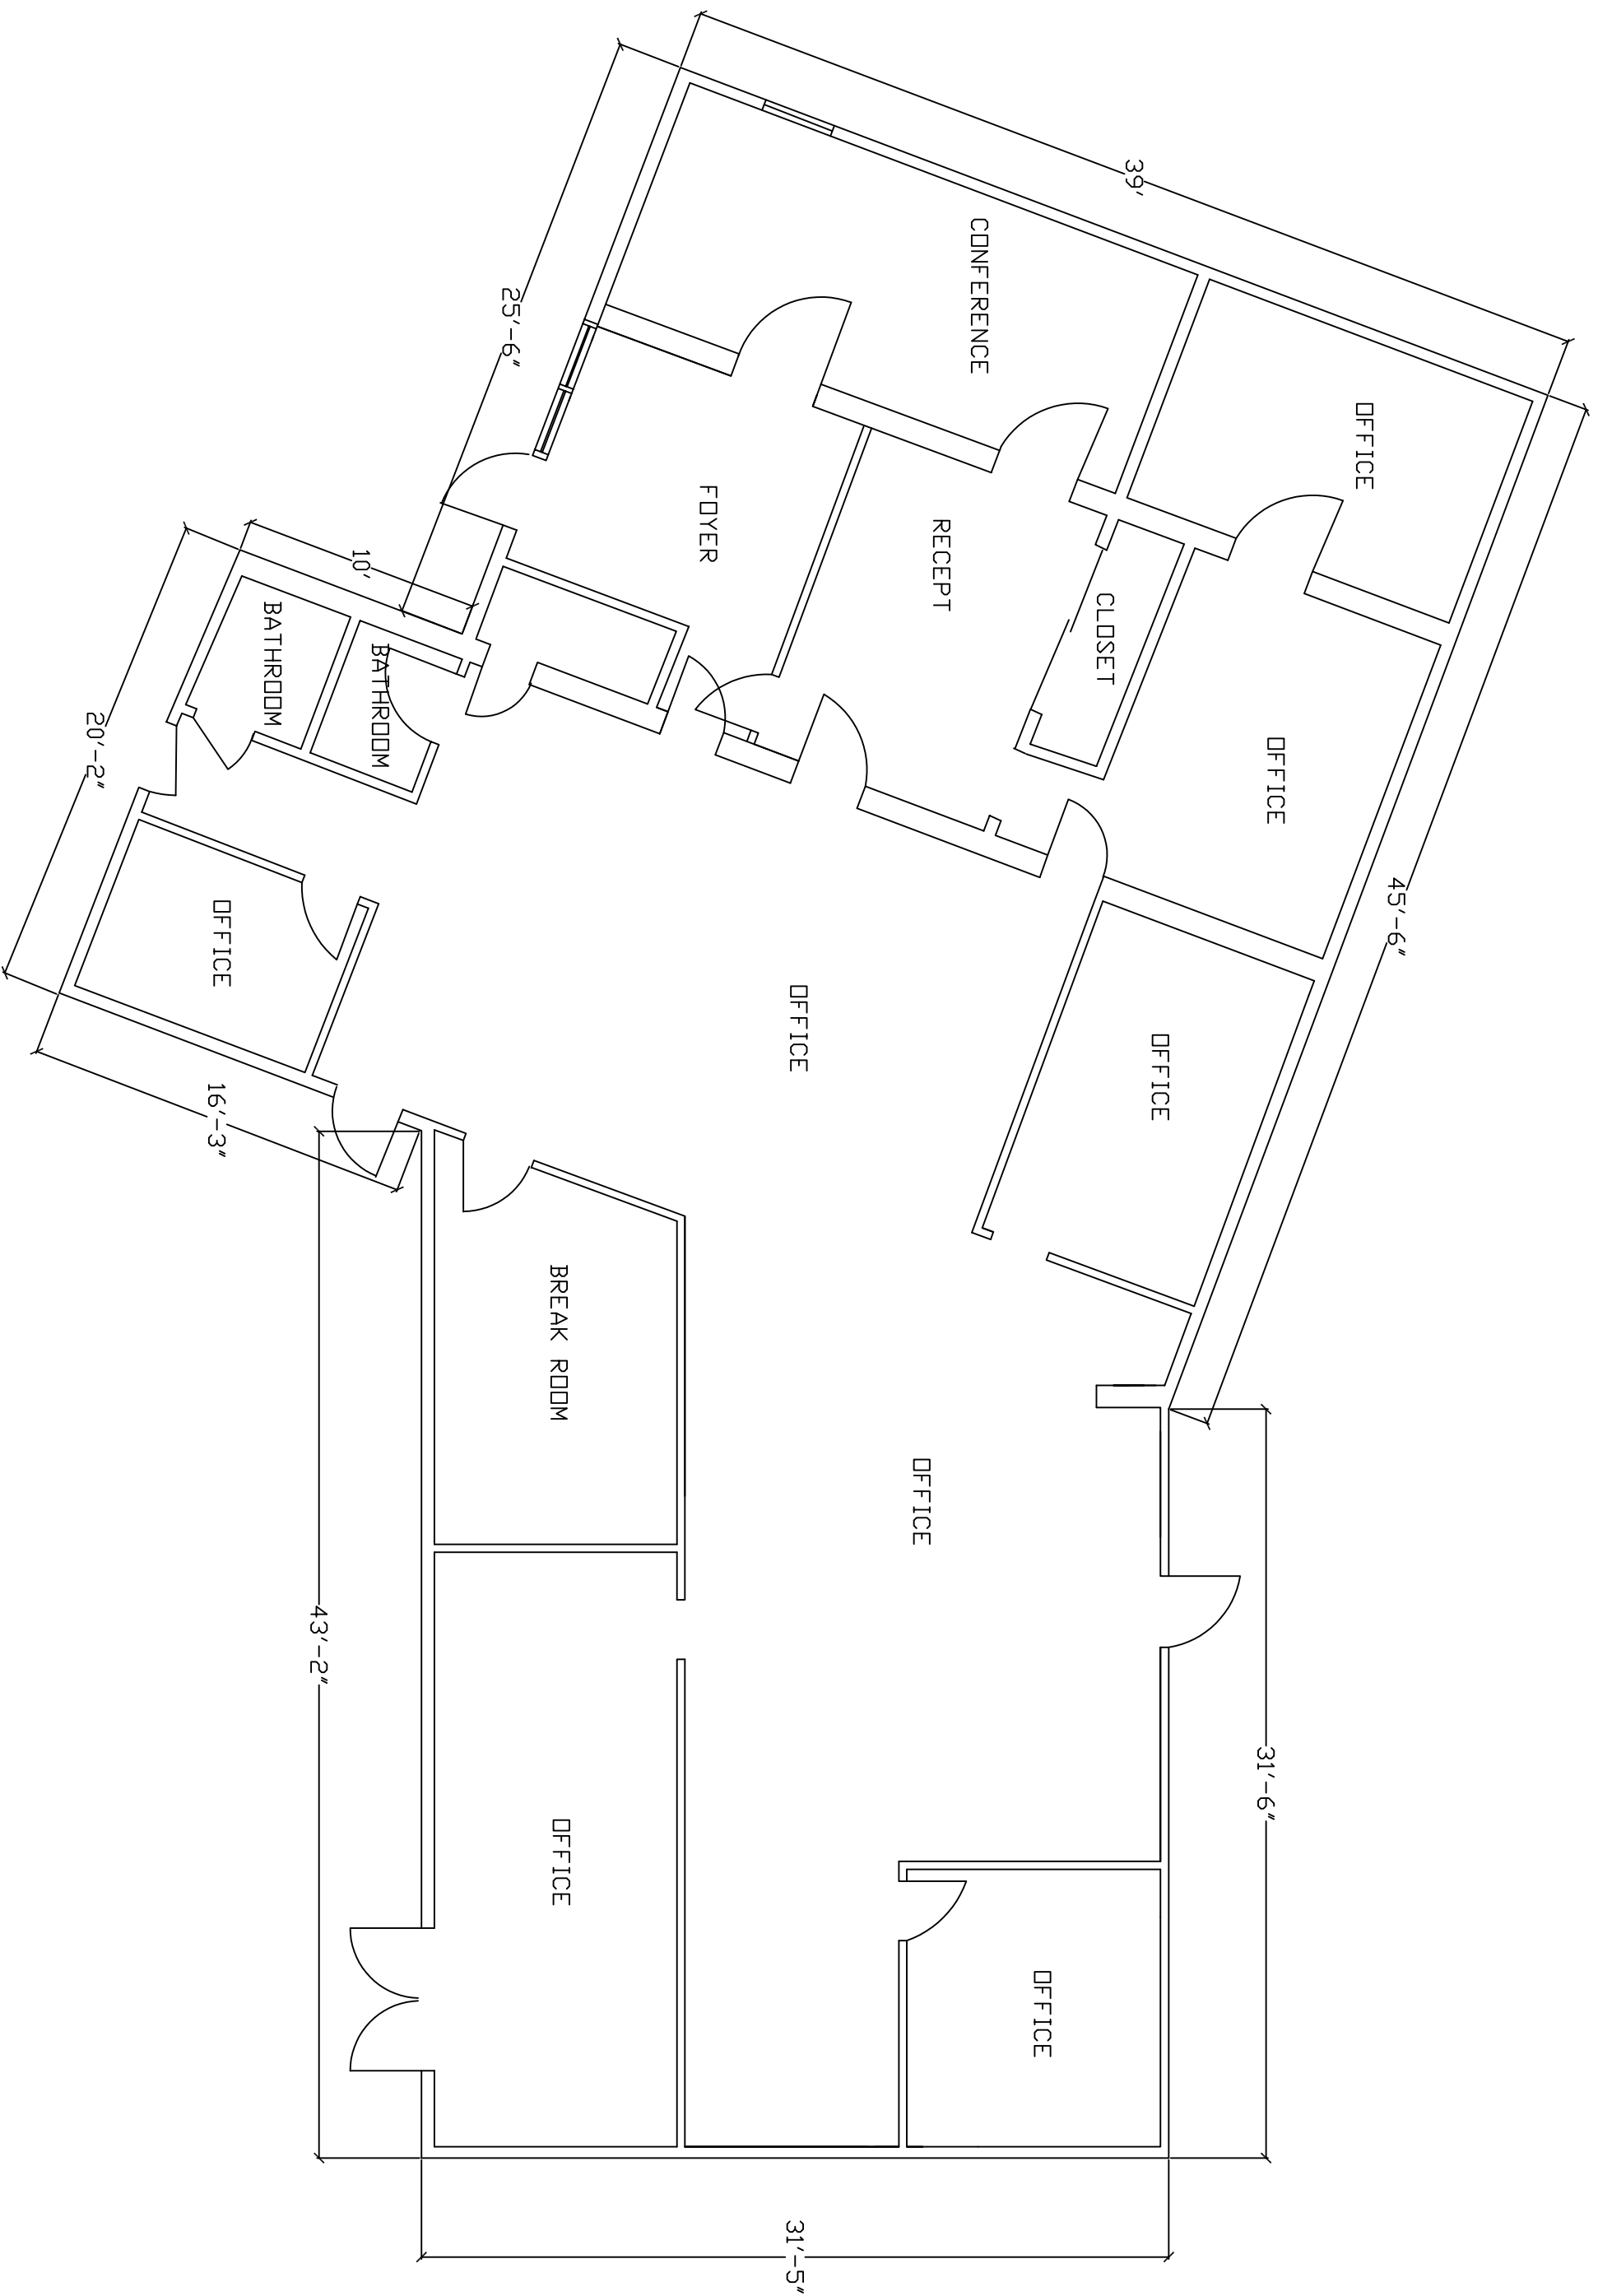 39'
CONFERENCE
OFFICE
25'-6"
FOYER
RECEPT
CLOSET
OFFICE
45'-6"
10'
BATHROOM
BATHROOM
20'-2"
OFFICE
OFFICE
OFFICE
16'-3"
BREAK ROOM
OFFICE
43'-2"
31'-6"
OFFICE
OFFICE
31'-5"